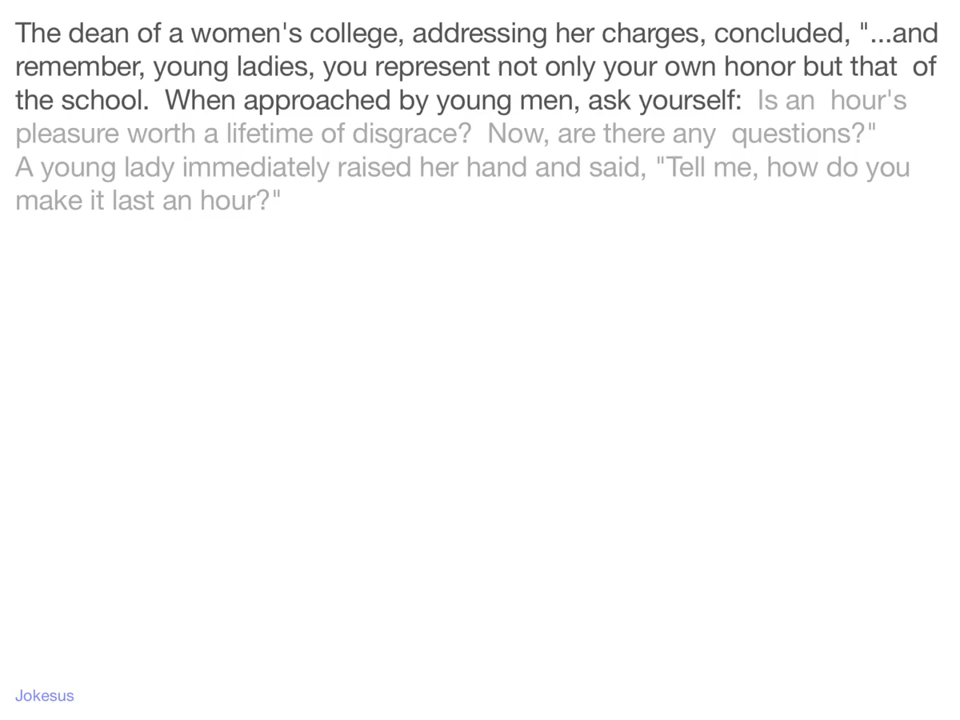 The dean of a women's college, addressing her charges, concluded, "...and
remember, young ladies, you represent not only your own honor but that  of
the school.  When approached by young men, ask yourself:  Is an  hour's
pleasure worth a lifetime of disgrace?  Now, are there any  questions?"
A young lady immediately raised her hand and said, "Tell me, how do you
make it last an hour?"
Jokesus